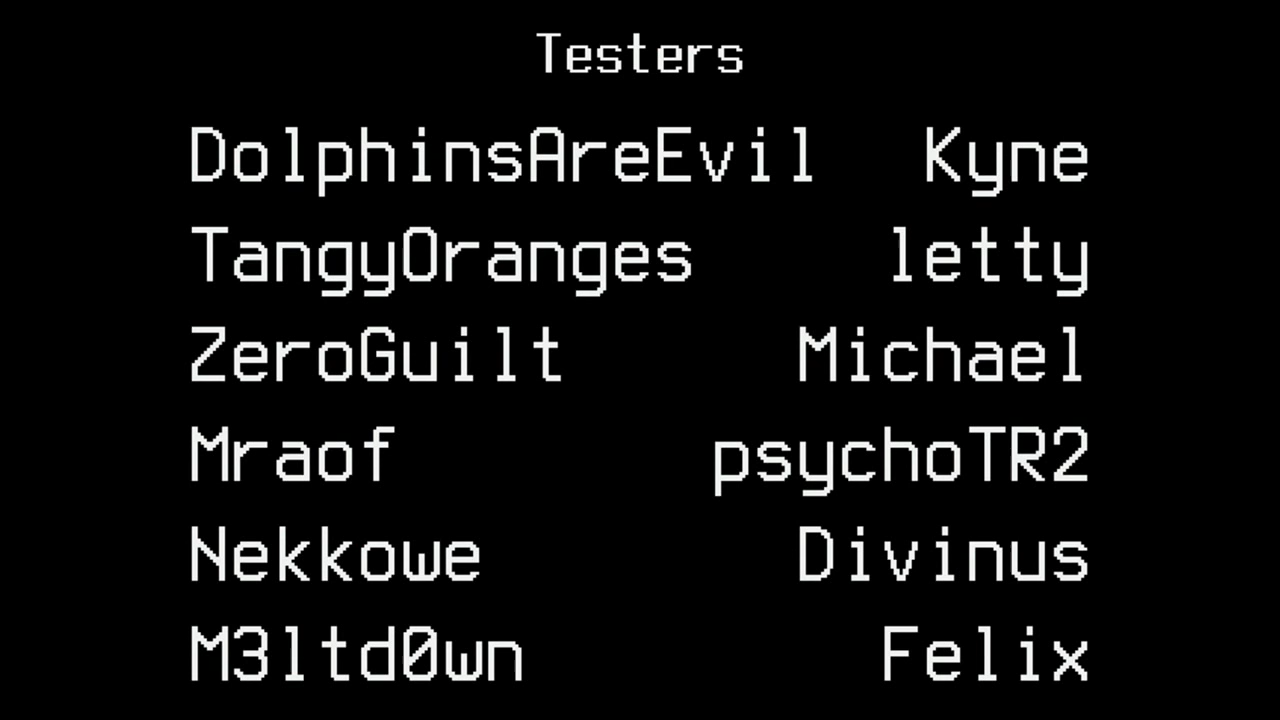 Testers
DolphinsAreEvil Kyne
TangyOranges letty
ZeroGuilt Michael
Mraof psychoTR2
Nekkowe Divinus
M3ltd0wn Felix